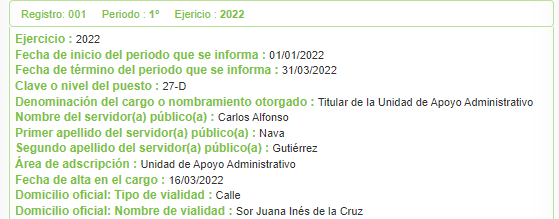 Registro: 001 Periodo : 1º Ejericio : 2022
Ejercicio : 2022
Fecha de inicio del periodo que se informa : 01/01/2022
Fecha de término del periodo que se informa : 31/03/2022
Clave o nivel del puesto : 27-D
Denominación del cargo o nombramiento otorgado : Titular de la Unidad de Apoyo Administrativo
Nombre del servidor(a) público(a) : Carlos Alfonso
Primer apellido del servidor(a) público(a) : Nava
Segundo apellido del servidor(a) público(a) : Gutiérrez
Área de adscripción : Unidad de Apoyo Administrativo
Fecha de alta en el cargo : 16/03/2022
Domicilio oficial: Tipo de vialidad : Calle
Domicilio oficial: Nombre de vialidad : Sor Juana Inés de la Cruz